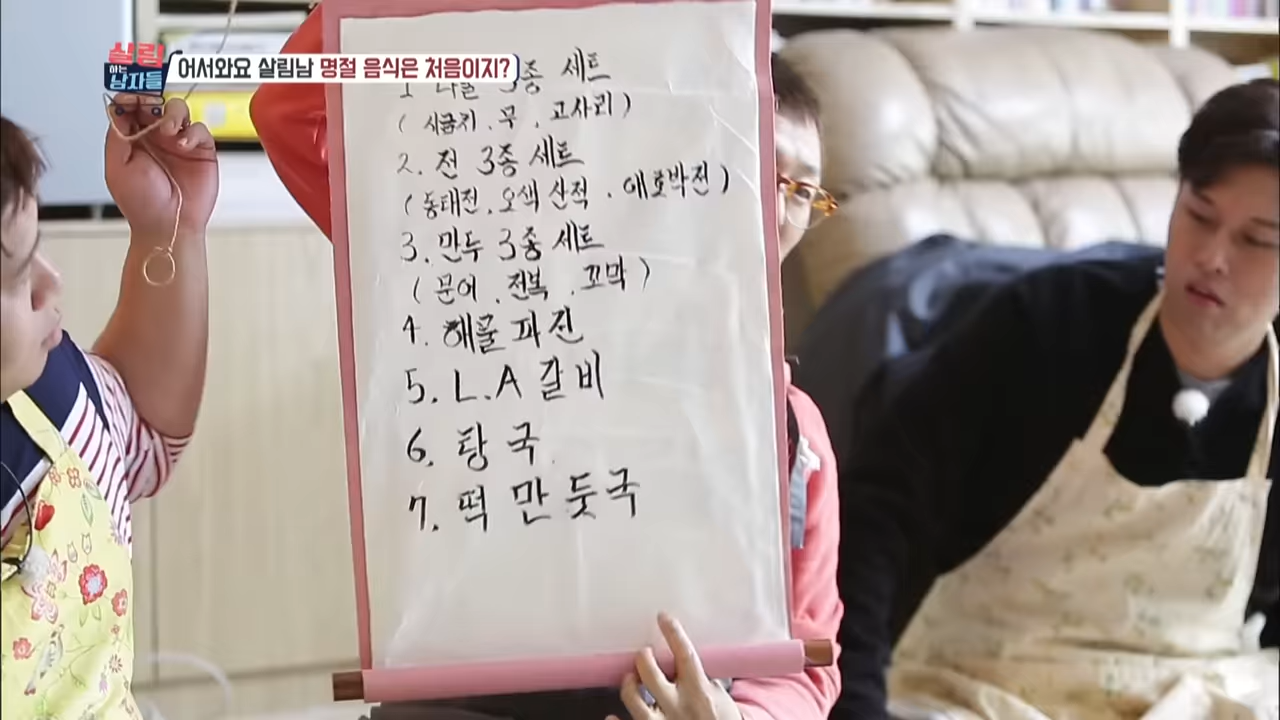 살림
하는
남자들
어서와요 살림남 명절 음식은 처음이지?
1. 나물 3종 세트
( 시금치 . 무 . 고사리 )
2. 전 3종 세트
( 동태전 . 오색 산적 . 애호박전 )
3. 만두 3종 세트
( 문어 . 전복 . 꼬막 )
4. 해물 파전
5. L.A 갈비
6. 탕국
7. 떡 만둣국